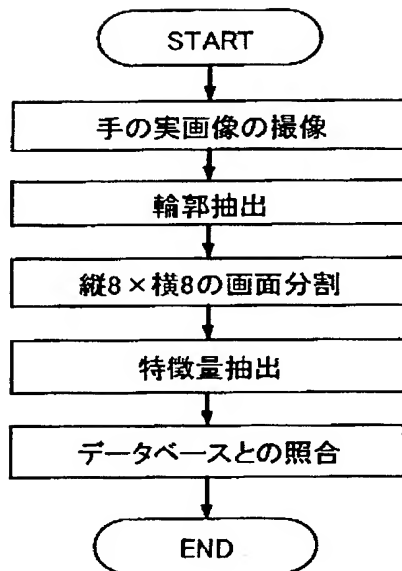 START
手の実画像の撮像
輪郭抽出
縦8×横8の画面分割
特徴量抽出
データベースとの照合
END